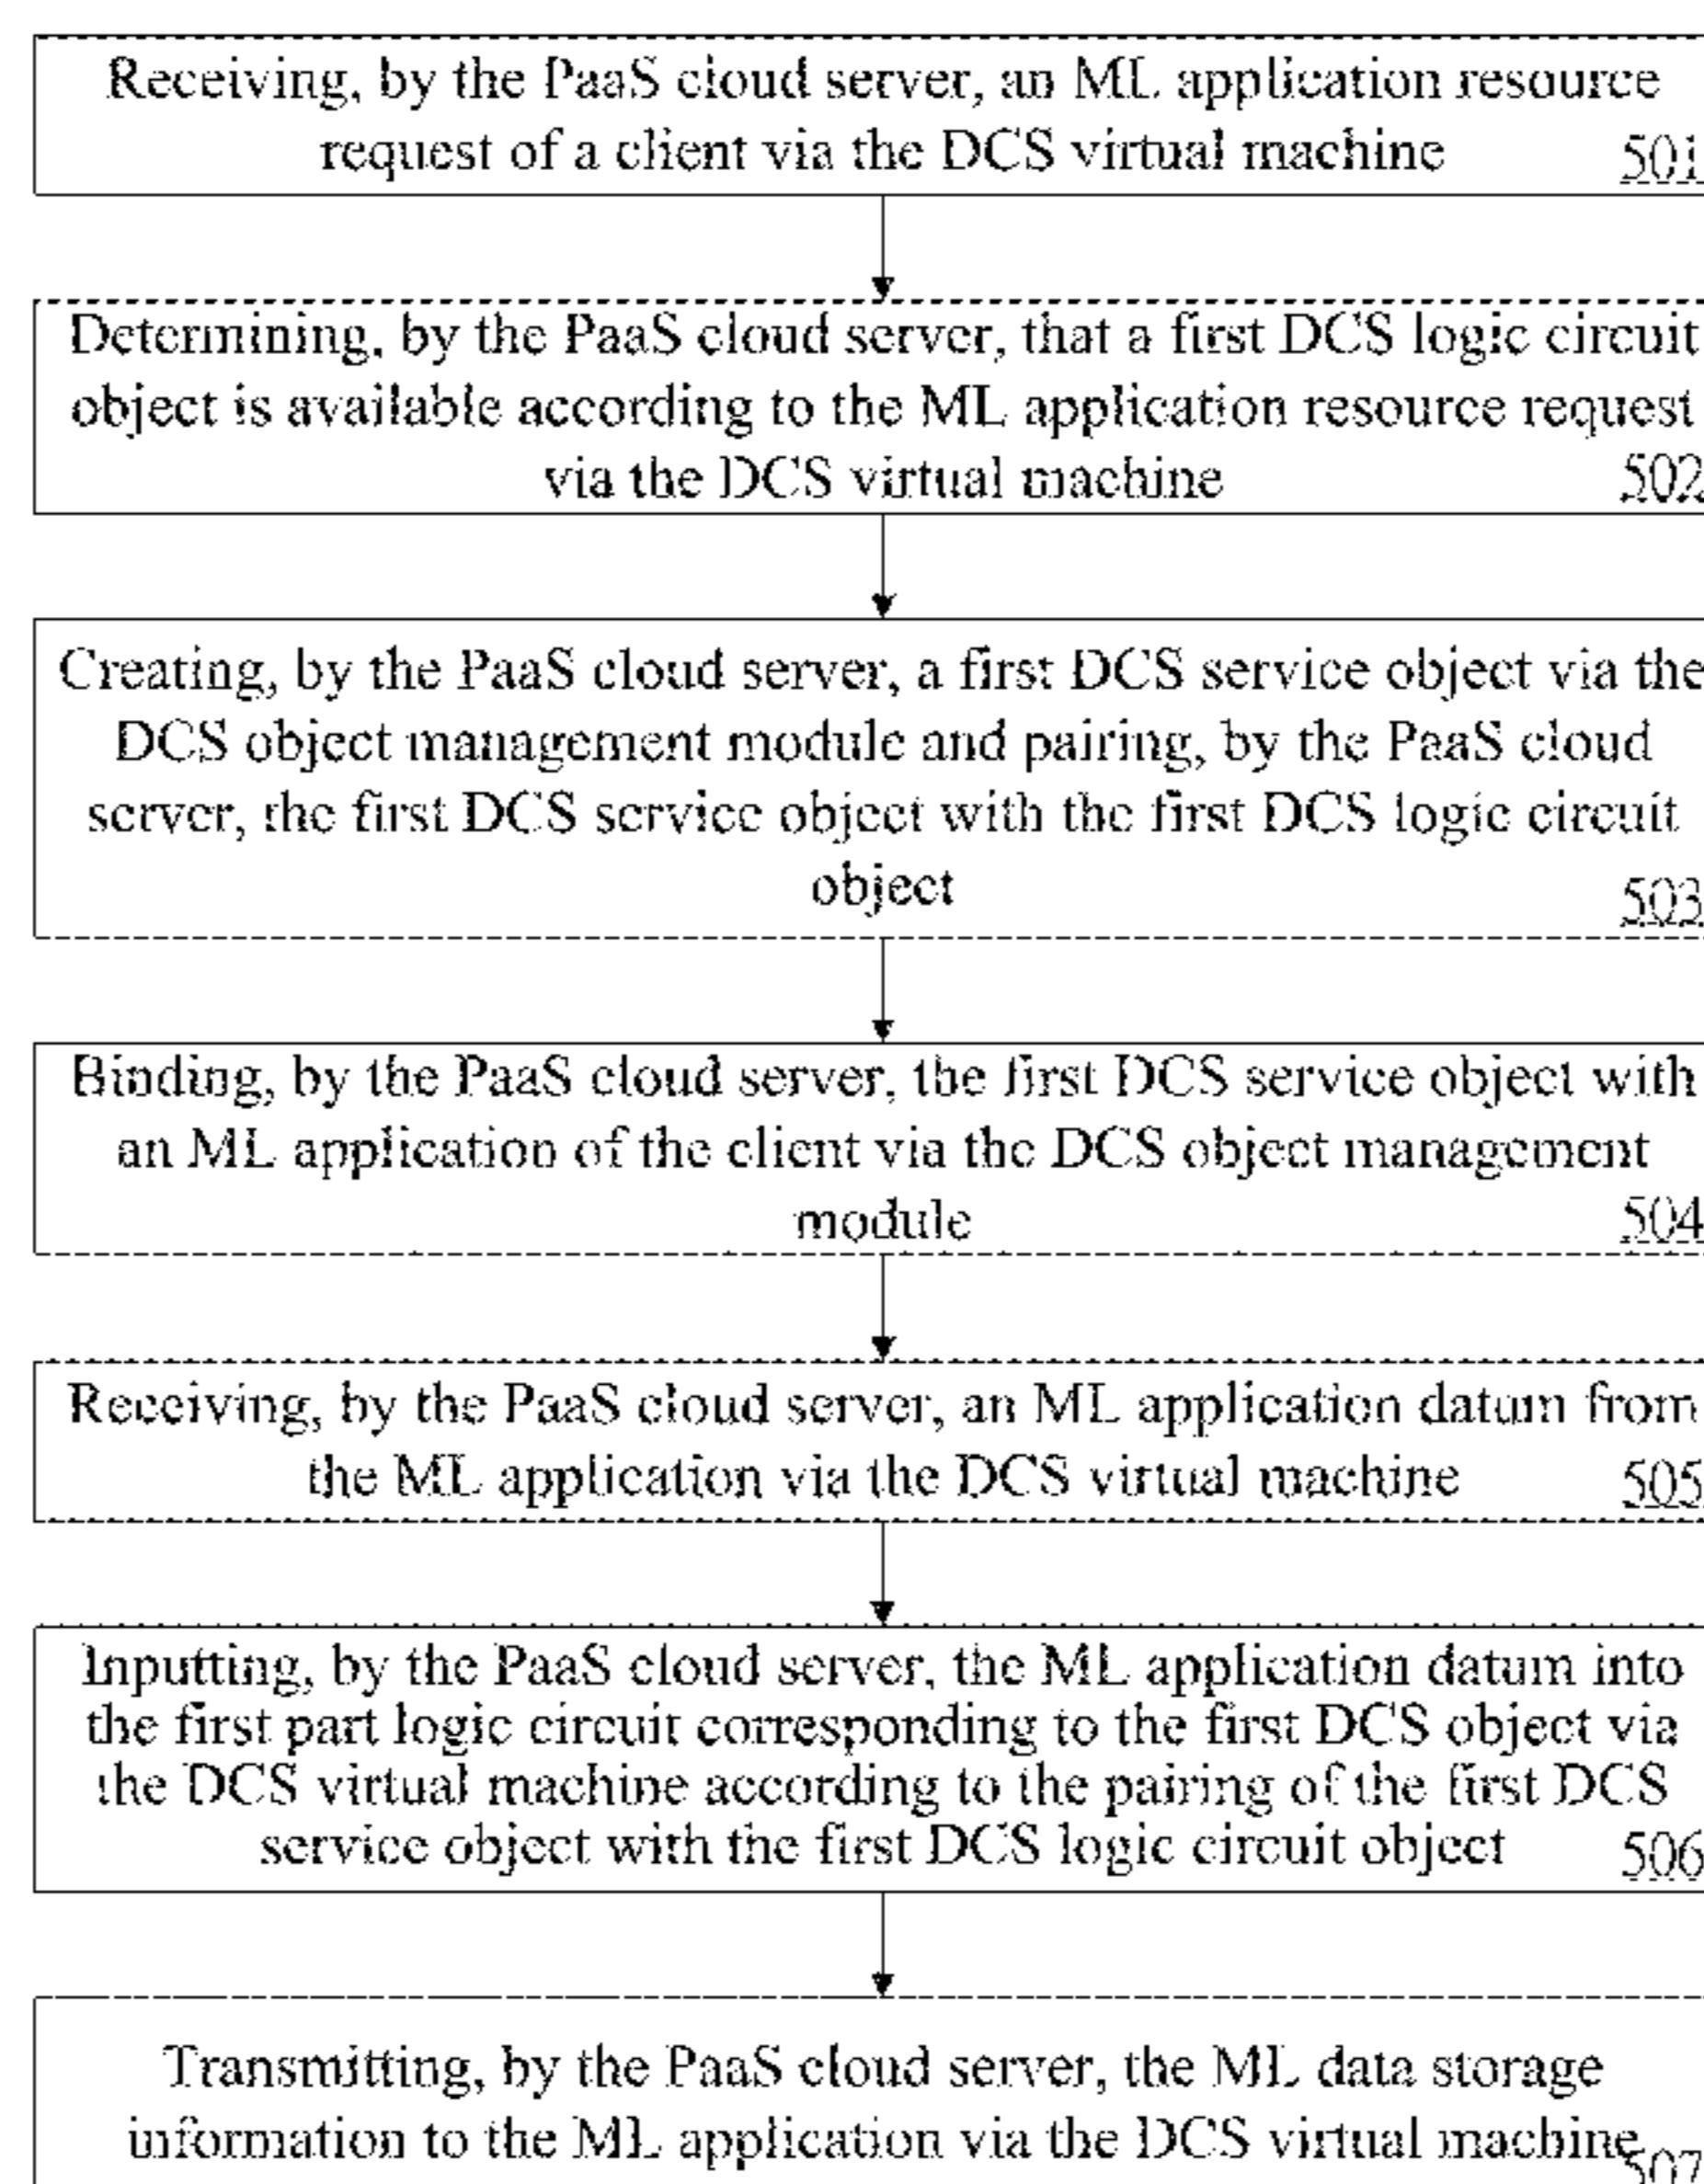 Receiving, by the PaaS cloud server, an ML application resource
request of a client via the DCS virtual machine
501
Determining, by the PaaS cloud server, that a first DCS logic circuit
object is available according to the ML application resource request
via the DCS virtual machine
502
Creating, by the PaaS cloud server, a first DCS service object via the
DCS object management module and pairing, by the PaaS cloud
server, the first DCS service object with the first DCS logic circuit
object
503
Binding, by the PaaS cloud server, the first DCS service object with
an ML application of the client via the DCS object management
module
504
Receiving, by the PaaS cloud server, an ML application datum from
the ML application via the DCS virtual machine
505
Inputting, by the PaaS cloud server, the ML application datum into
the first part logic circuit corresponding to the first DCS object via
the DCS virtual machine according to the pairing of the first DCS
service object with the first DCS logic circuit object
506
Transmitting, by the PaaS cloud server, the ML data storage
information to the ML application via the DCS virtual machine
507